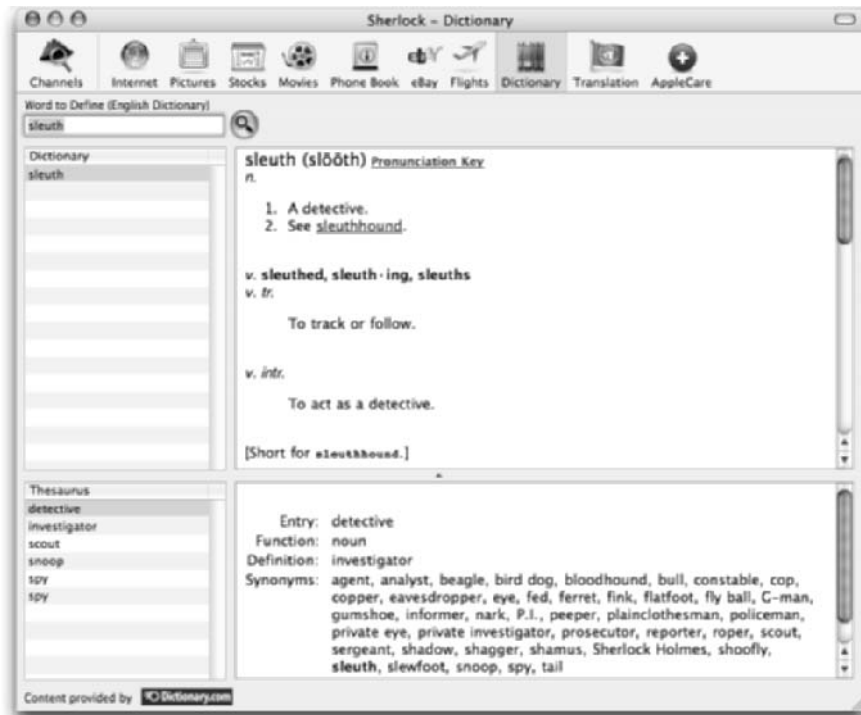 Sherlock – Dictionary
Channels Internet Pictures Stocks Movies Phone Book eBay Flights Dictionary Translation AppleCare
Word to Define (English Dictionary)
sleuth
Dictionary
sleuth
sleuth (slōōth) Pronunciation Key
n.
1. A detective.
2. See sleuthhound.
v. sleuthed, sleuth·ing, sleuths
v. tr.
To track or follow.
v. intr.
To act as a detective.
[Short for sleuthhound.]
Thesaurus
detective
investigator
scout
snoop
spy
spy
Entry: detective
Function: noun
Definition: investigator
Synonyms: agent, analyst, beagle, bird dog, bloodhound, bull, constable, cop,
copper, eavesdropper, eye, fed, ferret, fink, flatfoot, fly ball, G-man,
gumshoe, informer, nark, P.I., peeper, plainclothesman, policeman,
private eye, private investigator, prosecutor, reporter, roper, scout,
sergeant, shadow, shagger, shamus, Sherlock Holmes, shoofly,
sleuth, slewfoot, snoop, spy, tail
Content provided by Dictionary.com